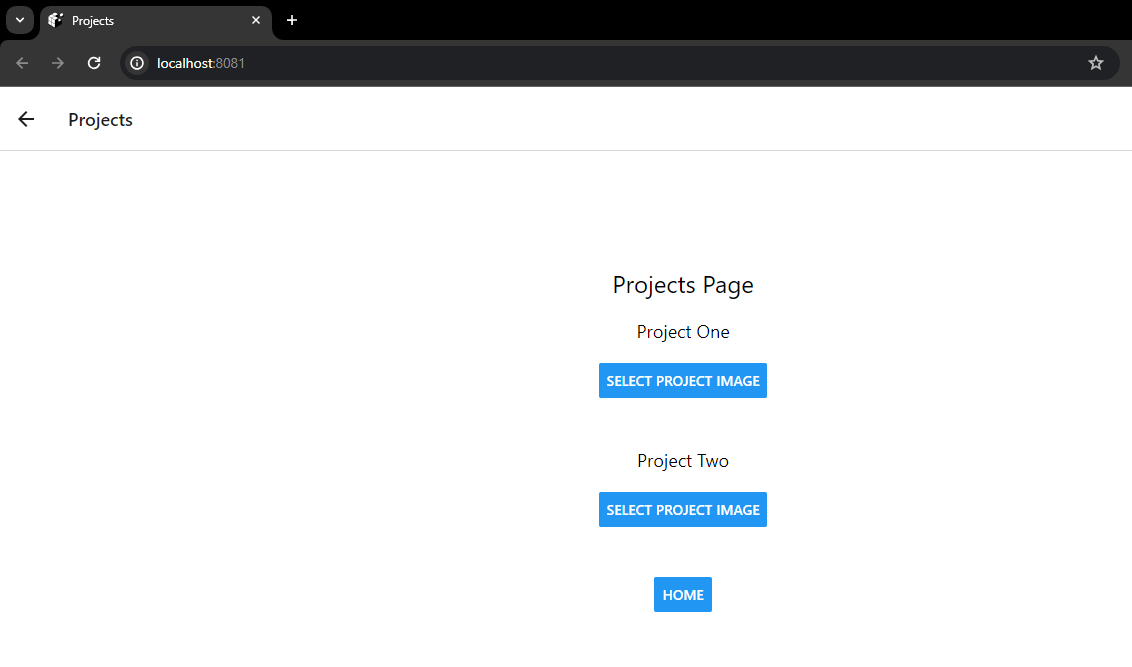 Projects
localhost:8081
Projects
Projects Page
Project One
SELECT PROJECT IMAGE
Project Two
SELECT PROJECT IMAGE
HOME